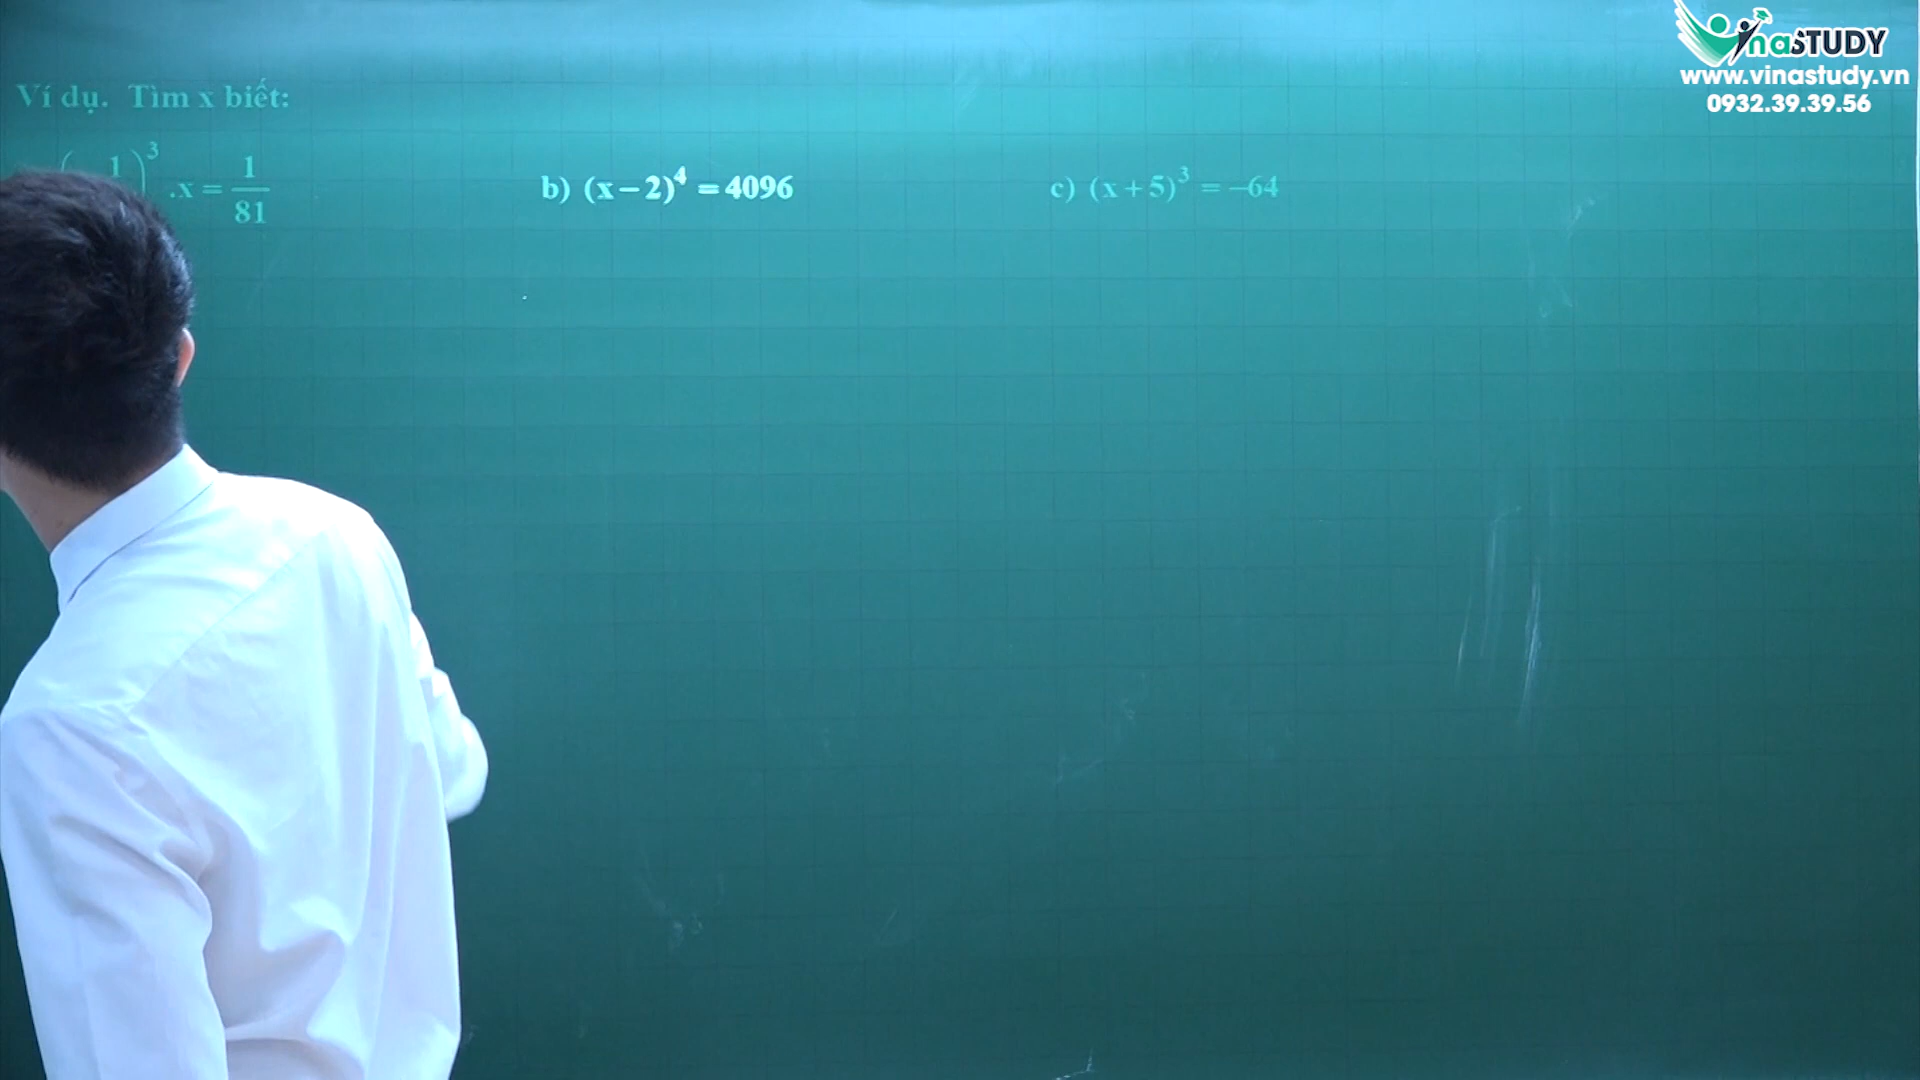 VinaSTUDY
www.vinastudy.vn
0932.39.39.56
Ví dụ. Tìm x biết:
( 1 )³ .x = 1/81
b) (x – 2)⁴ = 4096
c) (x + 5)³ = –64